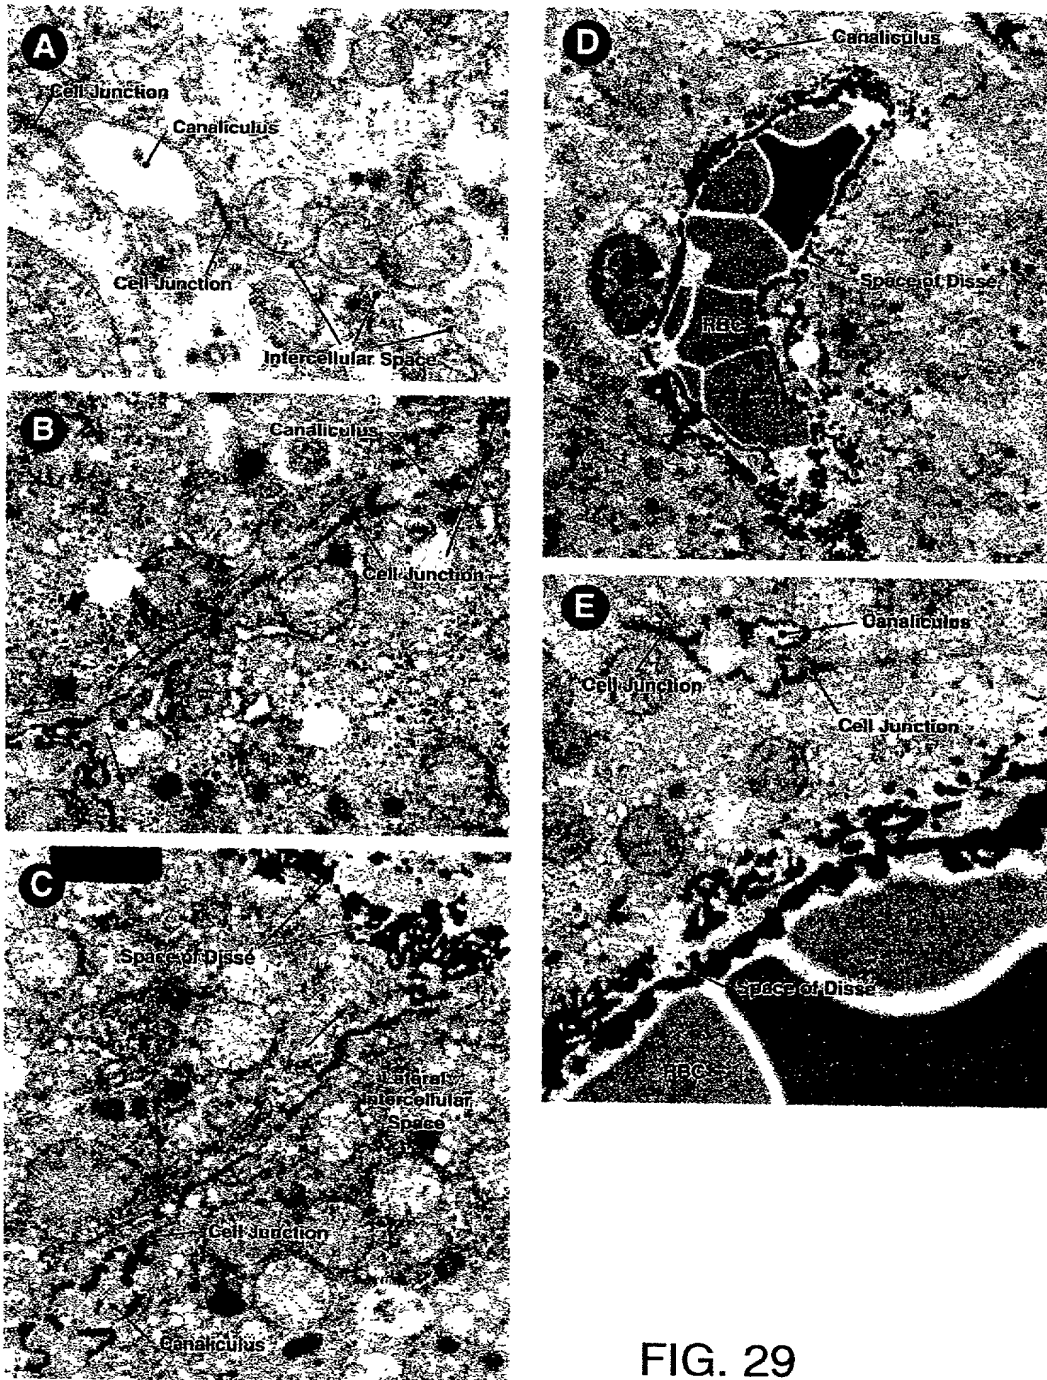 A
Cell Junction
Canaliculus
Cell Junction
Intercellular Space
B
Canaliculus
Cell Junction
C
Space of Disse
Lateral
Intercellular
Space
Cell Junction
Canaliculus
D
Canaliculus
Space of Disse
RBC
E
Canaliculus
Cell Junction
Cell Junction
Space of Disse
RBC
FIG. 29